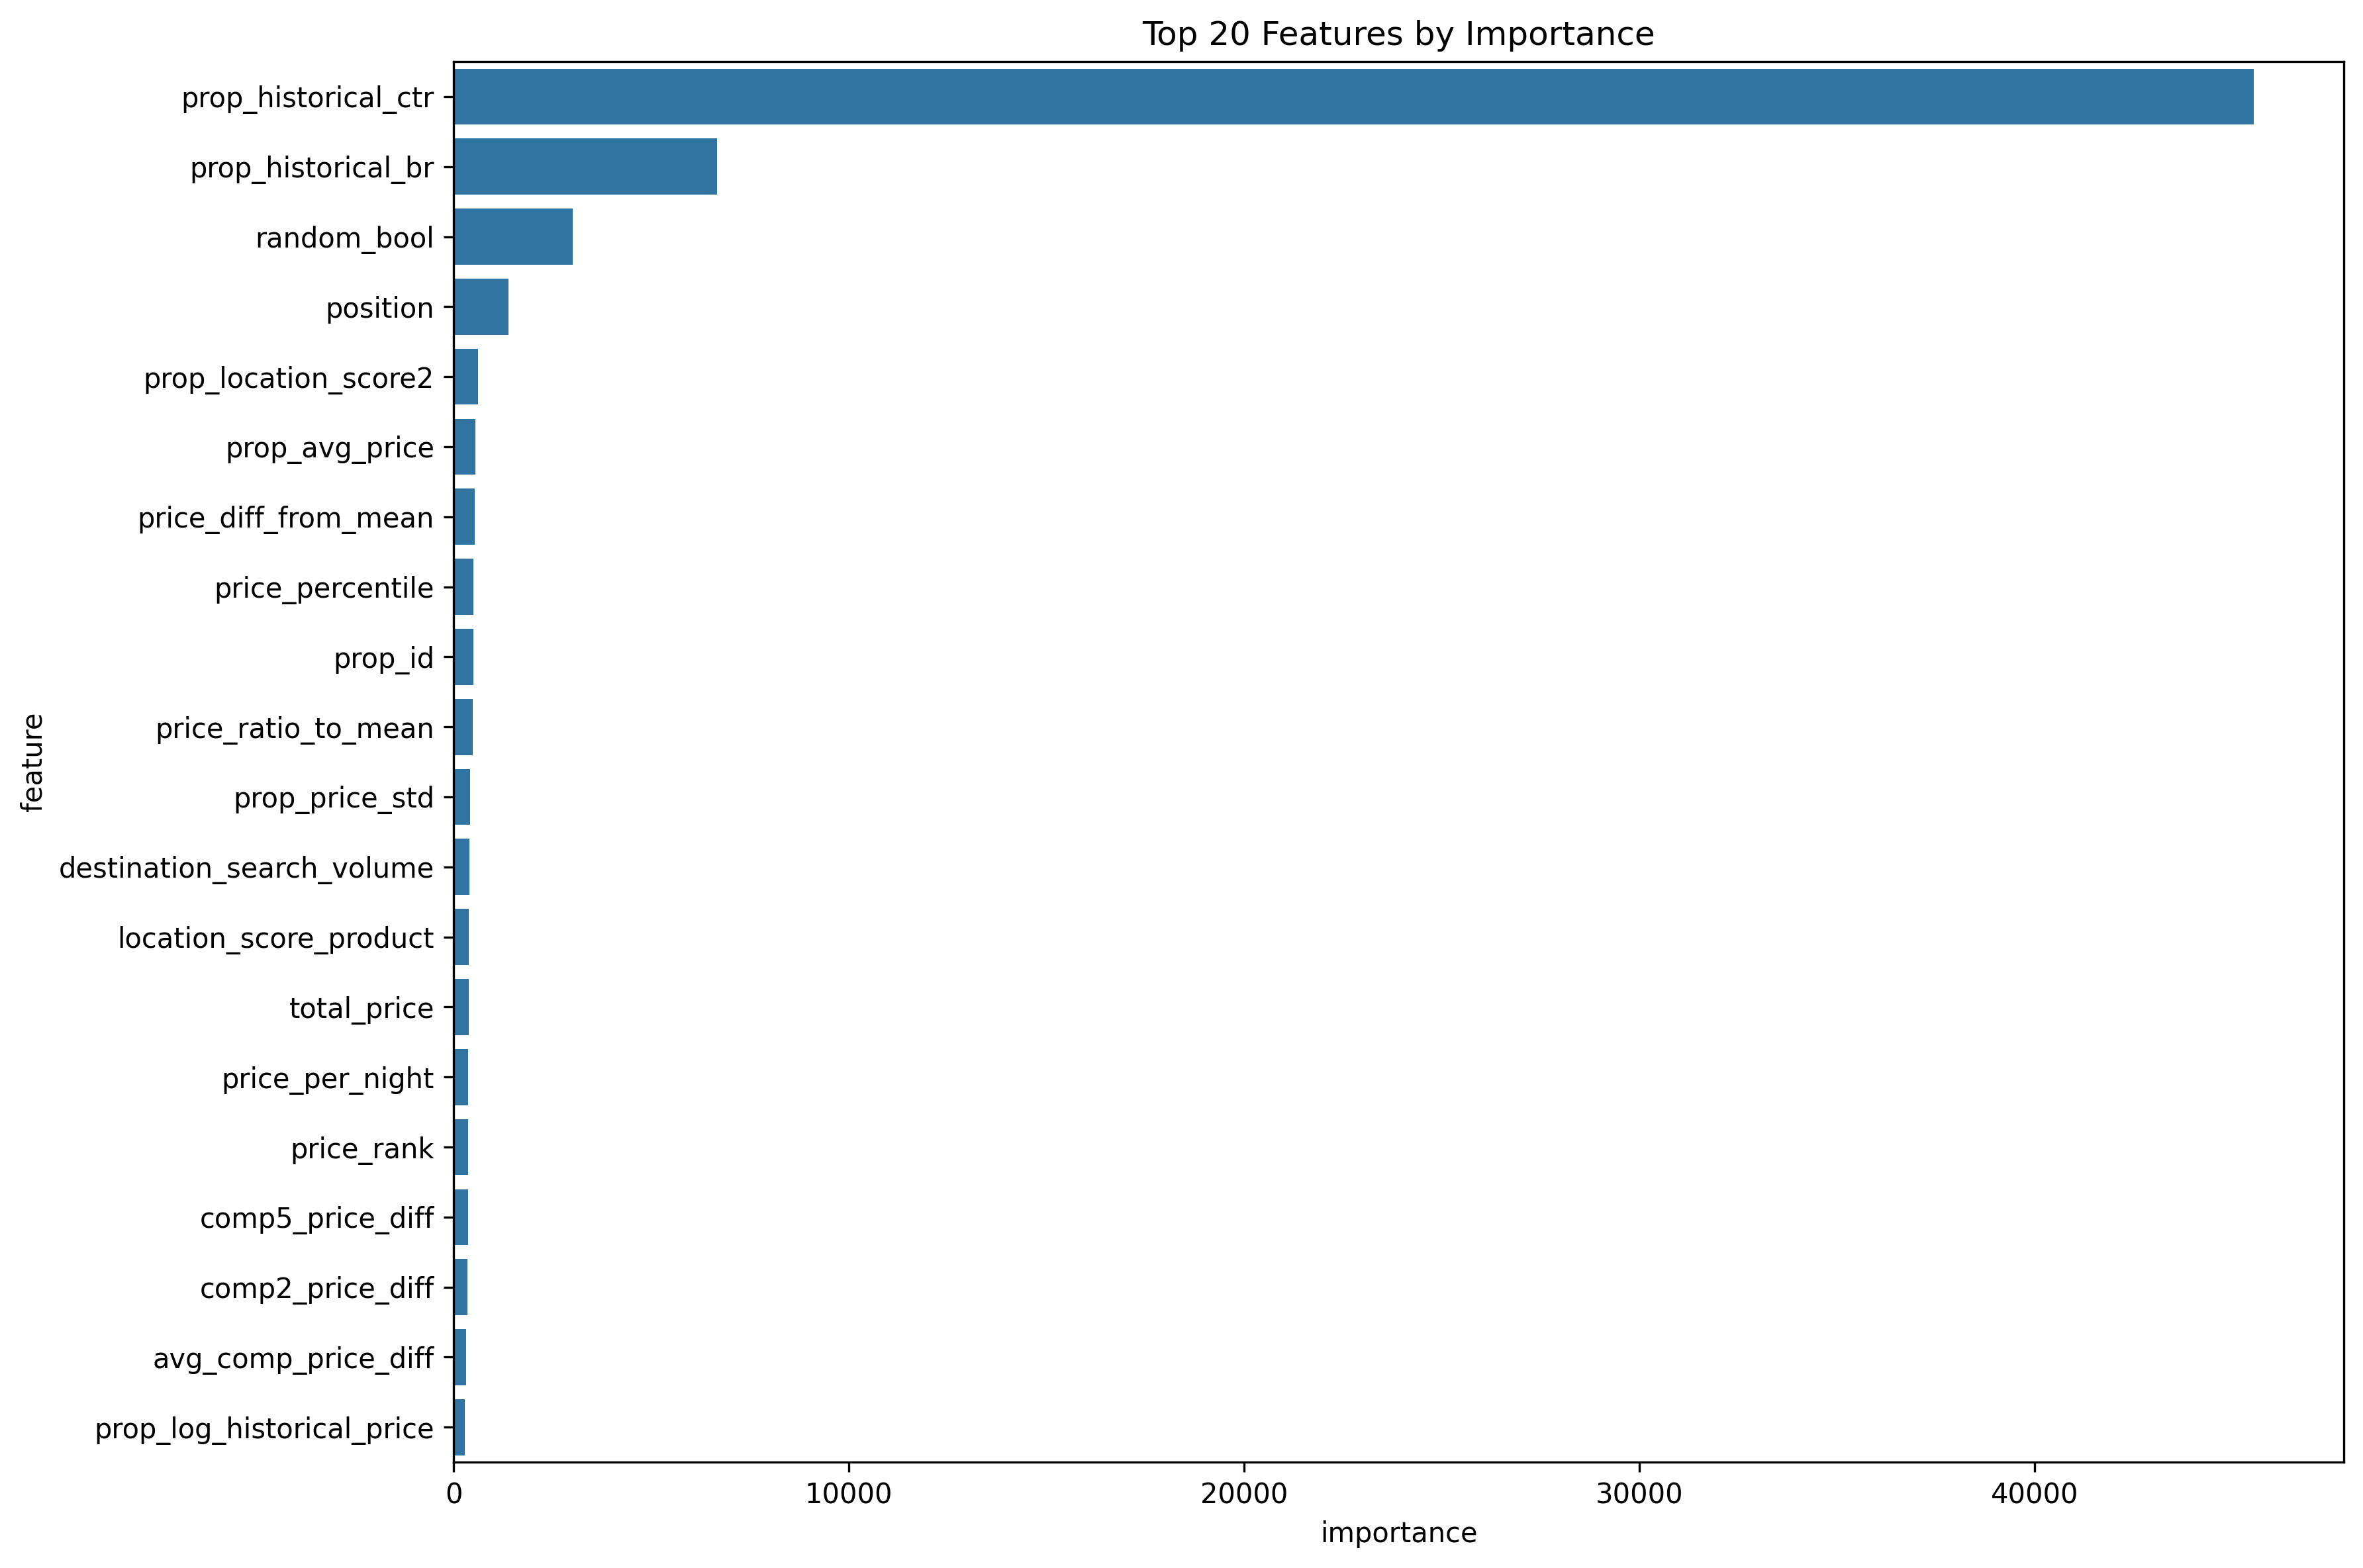 Top 20 Features by Importance
prop_historical_ctr
prop_historical_br
random_bool
position
prop_location_score2
prop_avg_price
price_diff_from_mean
price_percentile
prop_id
price_ratio_to_mean
prop_price_std
destination_search_volume
location_score_product
total_price
price_per_night
price_rank
comp5_price_diff
comp2_price_diff
avg_comp_price_diff
prop_log_historical_price
feature
0 10000 20000 30000 40000
importance